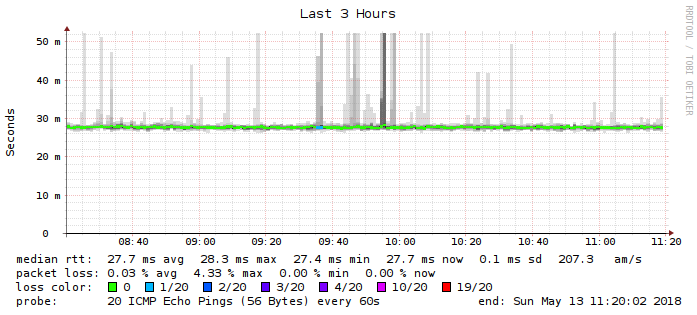 Last 3 Hours
RRDTOOL / TOBI OETIKER
Seconds
50 m
40 m
30 m
20 m
10 m
0
08:40 09:00 09:20 09:40 10:00 10:20 10:40 11:00 11:20
median rtt: 27.7 ms avg 28.3 ms max 27.4 ms min 27.7 ms now 0.1 ms sd 207.3 am/s
packet loss: 0.03 % avg 4.33 % max 0.00 % min 0.00 % now
loss color: 0 1/20 2/20 3/20 4/20 10/20 19/20
probe: 20 ICMP Echo Pings (56 Bytes) every 60s end: Sun May 13 11:20:02 2018